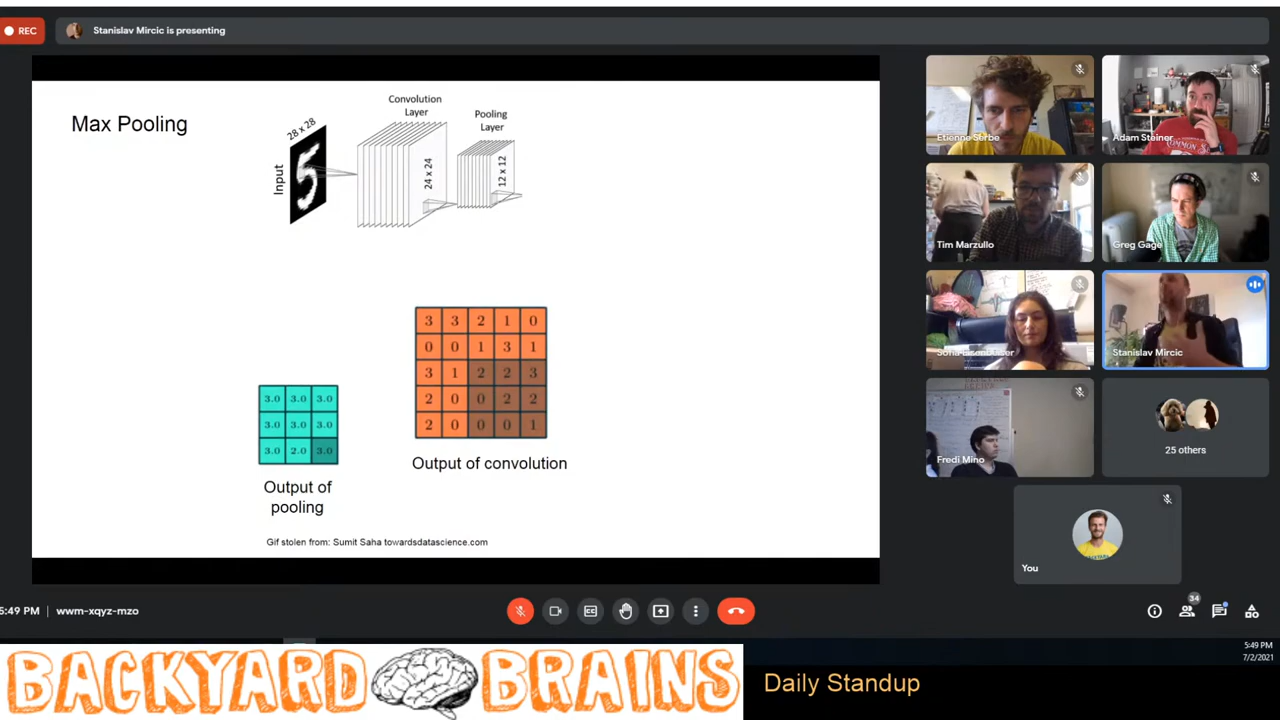 REC
Stanislav Mircic is presenting
Max Pooling
Convolution
Layer
Pooling
Layer
28 x 28
Input
24 x 24
12 x 12
3 3 2 1 0
0 0 1 3 1
3 1 2 2 3
2 0 0 2 2
2 0 0 0 1
Output of convolution
3.0 3.0 3.0
3.0 3.0 3.0
3.0 2.0 3.0
Output of
pooling
Gif stolen from: Sumit Saha towardsdatascience.com
Etienne Serbe
Adam Steiner
Tim Marzullo
Greg Gage
Stanislav Mircic
Fredi Mino
25 others
You
5:49 PM
wwm-xqyz-mzo
CC
34
5:49 PM
7/2/2021
BACKYARD BRAINS
Daily Standup